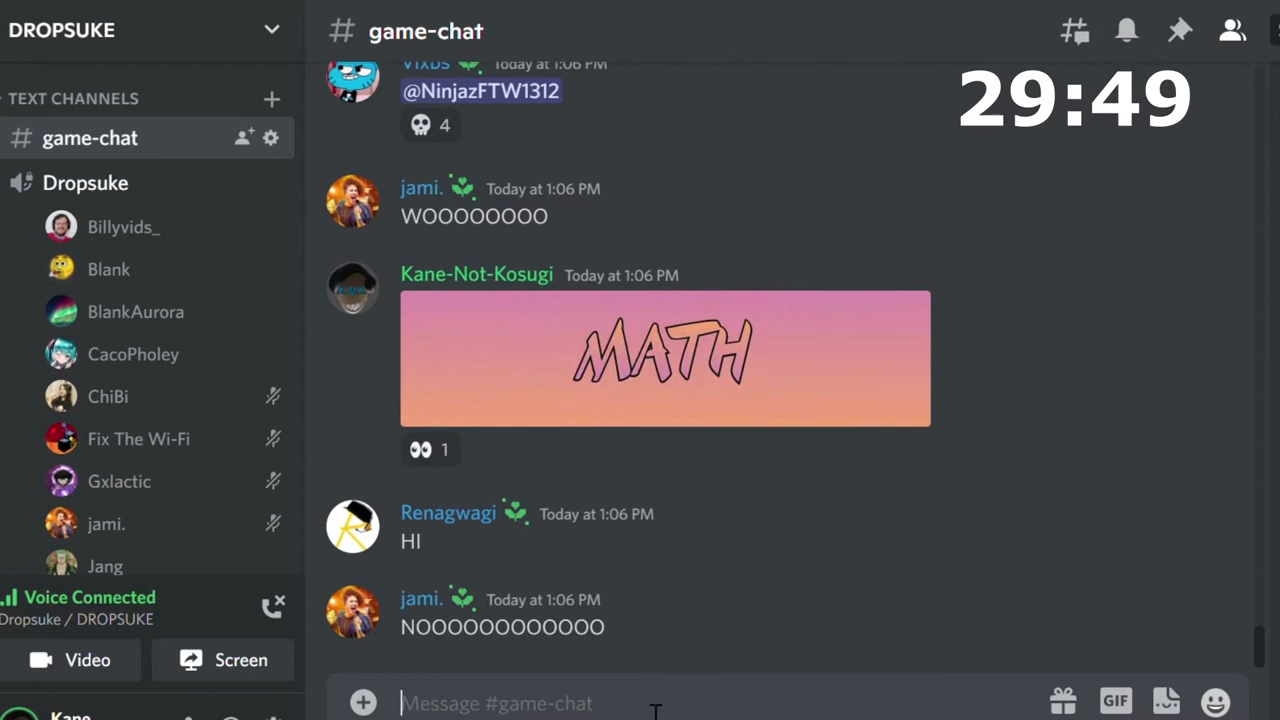 DROPSUKE
TEXT CHANNELS
game-chat
Dropsuke
Billyvids_
Blank
BlankAurora
CacoPholey
ChiBi
Fix The Wi-Fi
Gxlactic
jami.
Jang
Voice Connected
Dropsuke / DROPSUKE
Video
Screen
Kane
# game-chat
29:49
Vixus Today at 1:06 PM
@NinjazFTW1312
4
jami. Today at 1:06 PM
WOOOOOOOO
Kane-Not-Kosugi Today at 1:06 PM
MATH
1
Renagwagi Today at 1:06 PM
HI
jami. Today at 1:06 PM
NOOOOOOOOOOOO
Message #game-chat
GIF